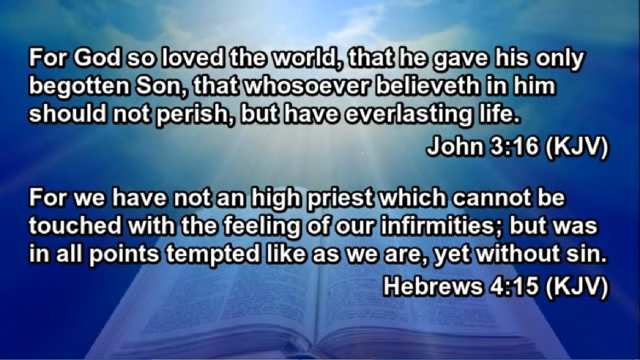 For God so loved the world, that he gave his only
begotten Son, that whosoever believeth in him
should not perish, but have everlasting life.
John 3:16 (KJV)
For we have not an high priest which cannot be
touched with the feeling of our infirmities; but was
in all points tempted like as we are, yet without sin.
Hebrews 4:15 (KJV)